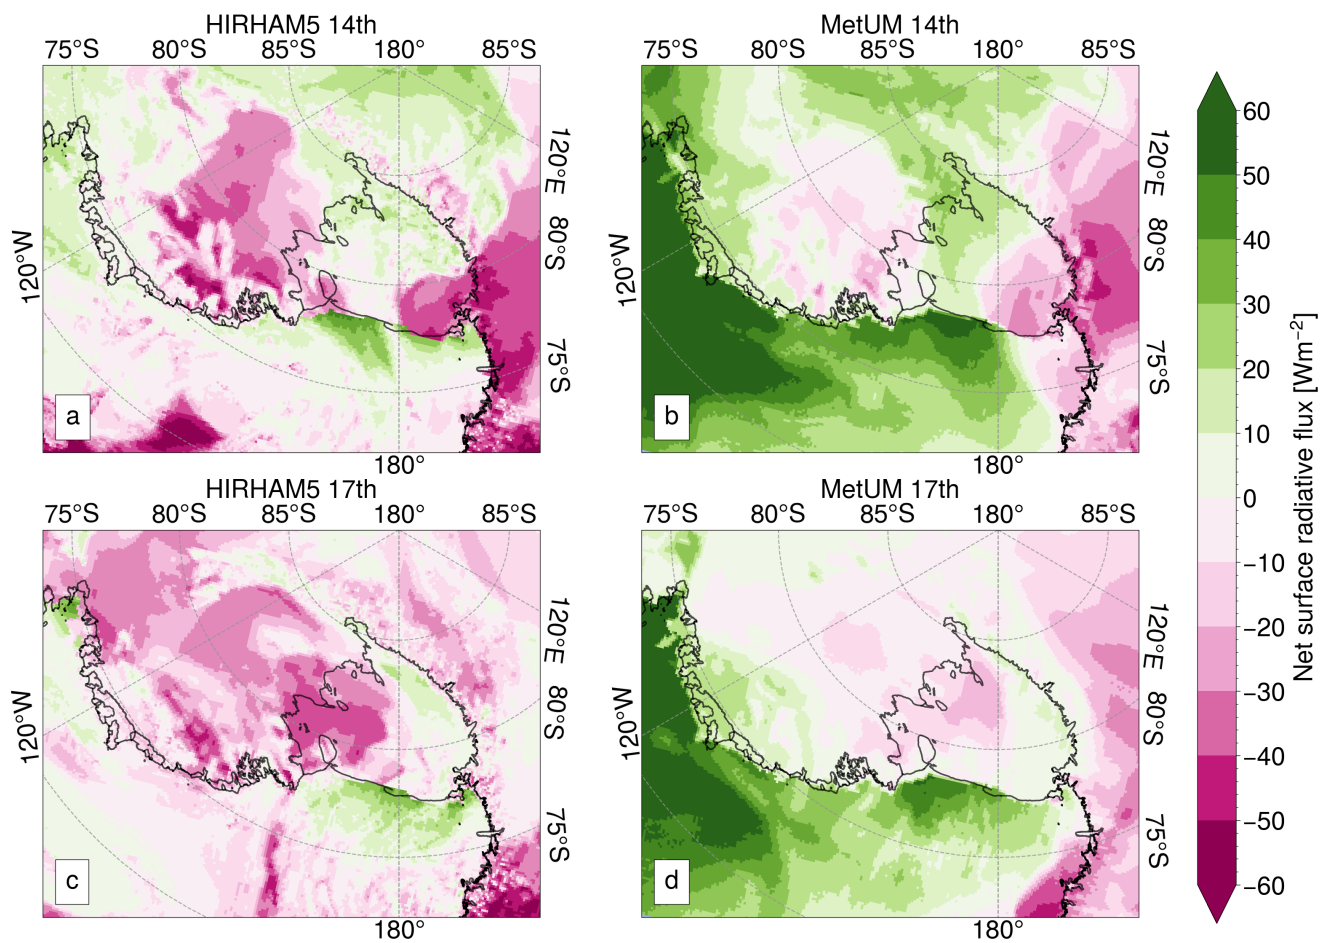 HIRHAM5 14th
MetUM 14th
75°S 80°S 85°S 180° 85°S
75°S 80°S 85°S 180° 85°S
120°E
80°S
75°S
120°W
a
180°
120°E
80°S
75°S
120°W
b
180°
HIRHAM5 17th
MetUM 17th
75°S 80°S 85°S 180° 85°S
75°S 80°S 85°S 180° 85°S
120°E
80°S
75°S
120°W
c
180°
120°E
80°S
75°S
120°W
d
180°
60
50
40
30
20
10
0
−10
−20
−30
−40
−50
−60
Net surface radiative flux [Wm⁻²]